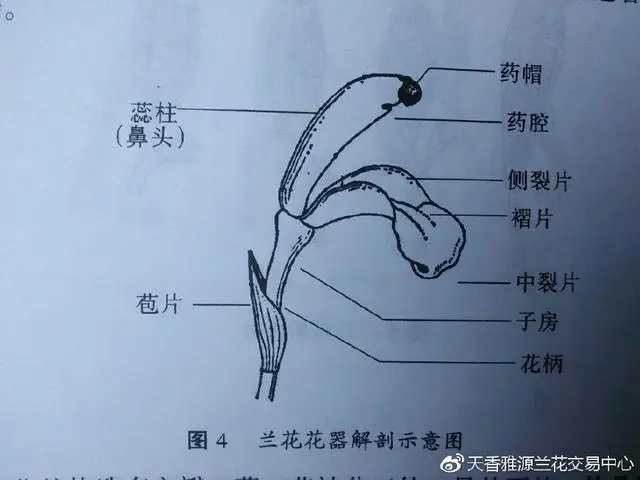 。
药帽
蕊柱
(鼻头)
药腔
侧裂片
褶片
中裂片
苞片
子房
花柄
图4 兰花花器解剖示意图
天香雅源兰花交易中心